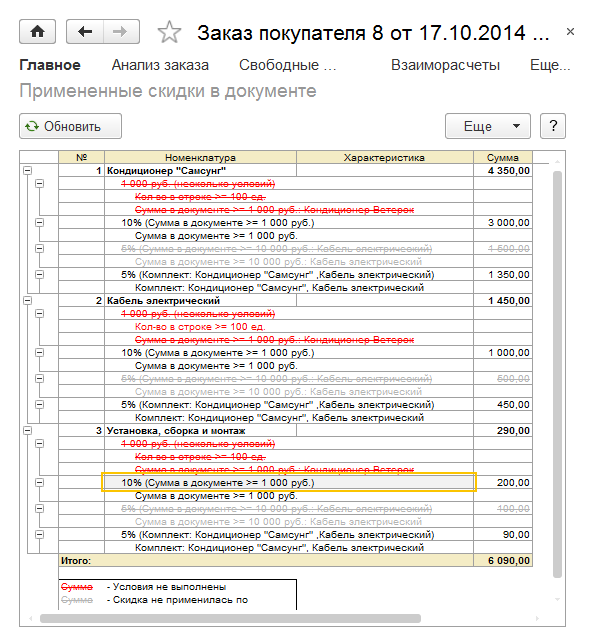 Заказ покупателя 8 от 17.10.2014 ... ×
Главное Анализ заказа Свободные ... Взаиморасчеты Еще...
Примененные скидки в документе
Обновить Еще ?
№ Номенклатура Характеристика Сумма
1 Кондиционер "Самсунг" 4 350,00
1 000 руб. (несколько условий)
Кол-во в строке >= 100 ед.
Сумма в документе >= 1 000 руб.: Кондиционер Ветерок
10% (Сумма в документе >= 1 000 руб.) 3 000,00
Сумма в документе >= 1 000 руб.
5% (Сумма в документе >= 10 000 руб.: Кабель электрический) 1 500,00
Сумма в документе >= 10 000 руб.: Кабель электрический
5% (Комплект: Кондиционер "Самсунг" ,Кабель электрический) 1 350,00
Комплект: Кондиционер "Самсунг", Кабель электрический
2 Кабель электрический 1 450,00
1 000 руб. (несколько условий)
Кол-во в строке >= 100 ед.
Сумма в документе >= 1 000 руб.: Кондиционер Ветерок
10% (Сумма в документе >= 1 000 руб.) 1 000,00
Сумма в документе >= 1 000 руб.
5% (Сумма в документе >= 10 000 руб.: Кабель электрический) 500,00
Сумма в документе >= 10 000 руб.: Кабель электрический
5% (Комплект: Кондиционер "Самсунг" ,Кабель электрический) 450,00
Комплект: Кондиционер "Самсунг", Кабель электрический
3 Установка, сборка и монтаж 290,00
1 000 руб. (несколько условий)
Кол-во в строке >= 100 ед.
Сумма в документе >= 1 000 руб.: Кондиционер Ветерок
10% (Сумма в документе >= 1 000 руб.) 200,00
Сумма в документе >= 1 000 руб.
5% (Сумма в документе >= 10 000 руб.: Кабель электрический) 100,00
Сумма в документе >= 10 000 руб.: Кабель электрический
5% (Комплект: Кондиционер "Самсунг" ,Кабель электрический) 90,00
Комплект: Кондиционер "Самсунг", Кабель электрический
Итого: 6 090,00
Сумма - Условия не выполнены
Сумма - Скидка не применилась по